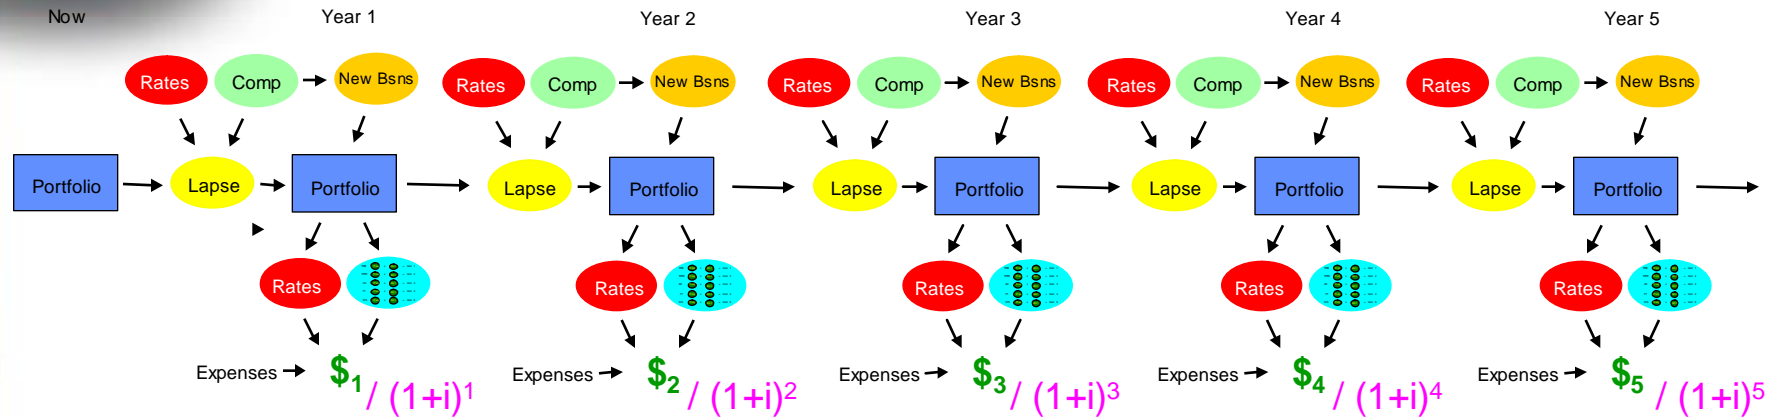 Now Year 1 Year 2 Year 3 Year 4 Year 5
Rates Comp New Bsns Rates Comp New Bsns Rates Comp New Bsns Rates Comp New Bsns Rates Comp New Bsns
Portfolio Lapse Portfolio Lapse Portfolio Lapse Portfolio Lapse Portfolio Lapse Portfolio
Rates Rates Rates Rates Rates
Expenses $1 / (1+i)1 Expenses $2 / (1+i)2 Expenses $3 / (1+i)3 Expenses $4 / (1+i)4 Expenses $5 / (1+i)5